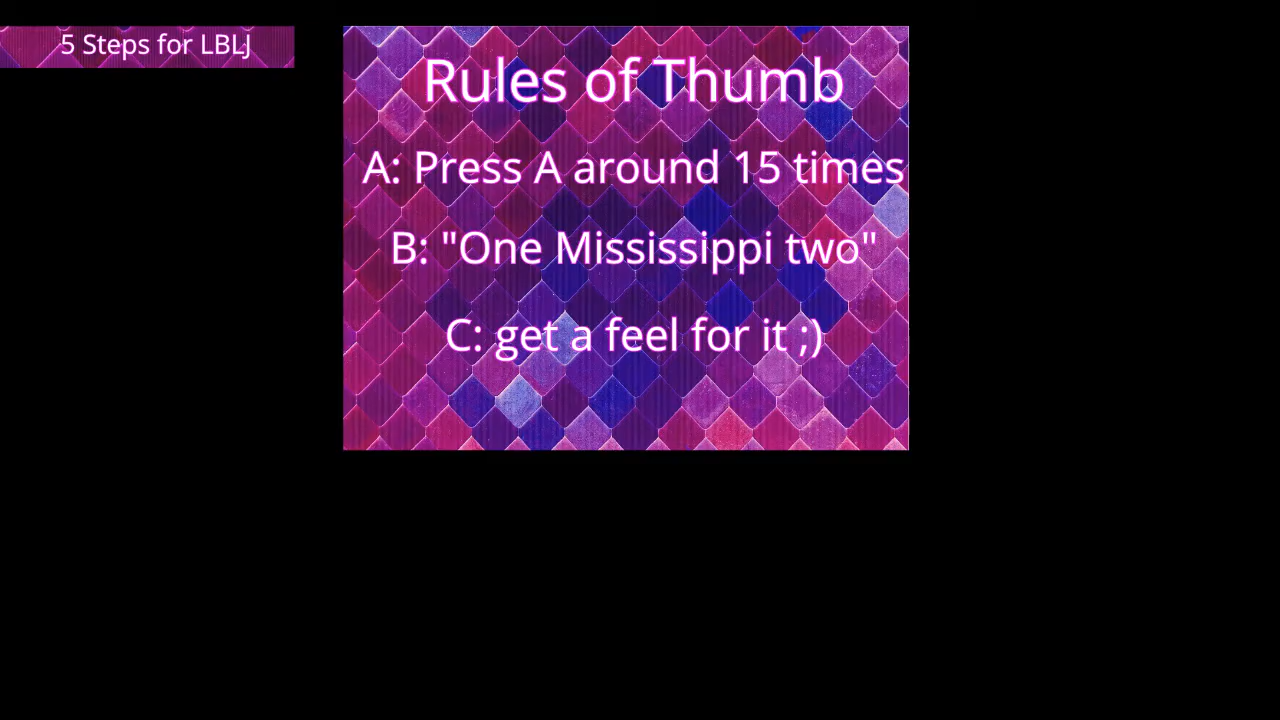 5 Steps for LBLJ
Rules of Thumb
A: Press A around 15 times
B: "One Mississippi two"
C: get a feel for it ;)